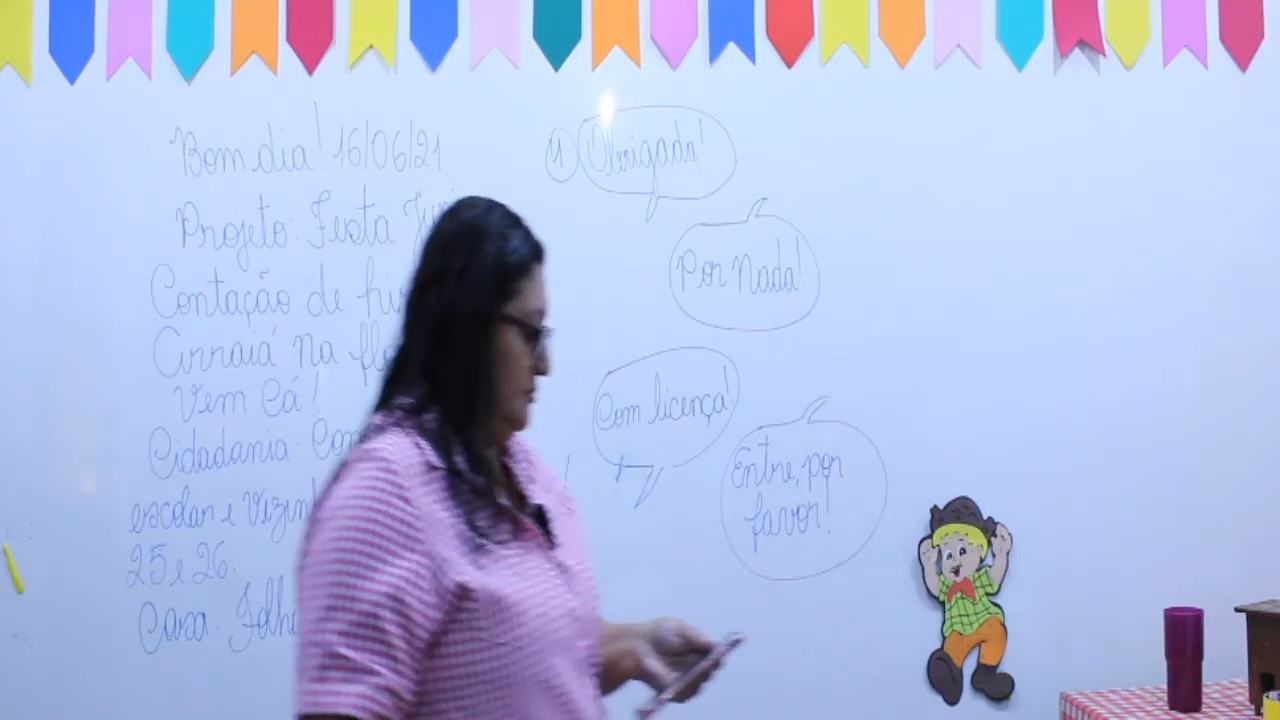 Bom dia! 16/06/21
Projeto: Festa
Contação de
Arraiá na
Vem Cá!
Cidadania:
escolar e
25 e 26.
Casa:
1 Obrigada!
Por Nada!
Com licença!
Entre, por
favor!